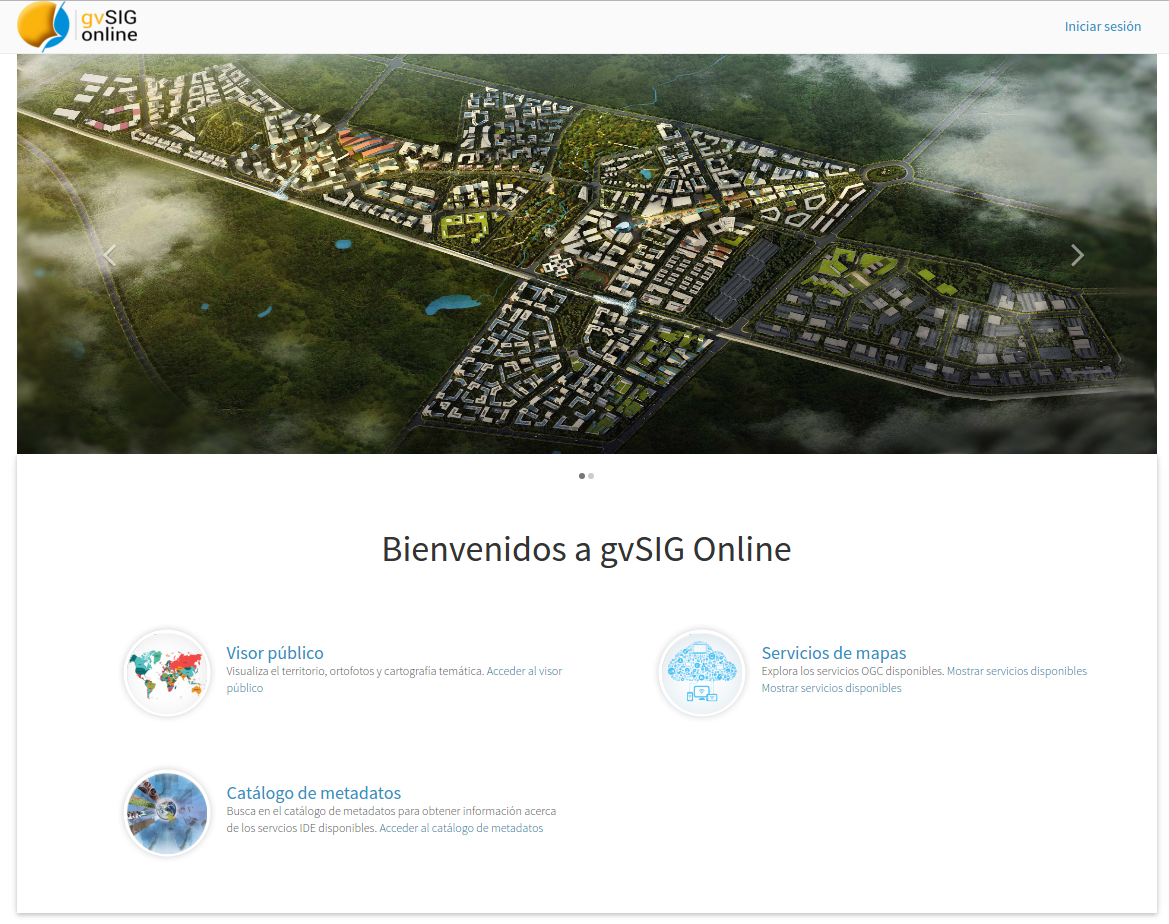 gvSIG
online
Iniciar sesión
Bienvenidos a gvSIG Online
Visor público
Visualiza el territorio, ortofotos y cartografía temática. Acceder al visor
público
Servicios de mapas
Explora los servicios OGC disponibles. Mostrar servicios disponibles
Mostrar servicios disponibles
Catálogo de metadatos
Busca en el catálogo de metadatos para obtener información acerca
de los servcios IDE disponibles. Acceder al catálogo de metadatos